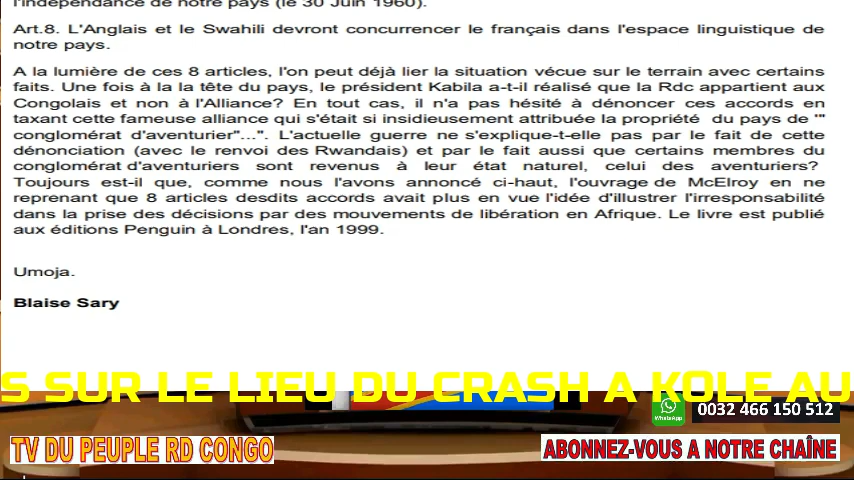 l'indépendance de notre pays (le 30 Juin 1960).
Art.8. L'Anglais et le Swahili devront concurrencer le français dans l'espace linguistique de
notre pays.
A la lumière de ces 8 articles, l'on peut déjà lier la situation vécue sur le terrain avec certains
faits. Une fois à la la tête du pays, le président Kabila a-t-il réalisé que la Rdc appartient aux
Congolais et non à l'Alliance? En tout cas, il n'a pas hésité à dénoncer ces accords en
taxant cette fameuse alliance qui s'était si insidieusement attribuée la propriété du pays de '"
conglomérat d'aventurier"...". L'actuelle guerre ne s'explique-t-elle pas par le fait de cette
dénonciation (avec le renvoi des Rwandais) et par le fait aussi que certains membres du
conglomérat d'aventuriers sont revenus à leur état naturel, celui des aventuriers?
Toujours est-il que, comme nous l'avons annoncé ci-haut, l'ouvrage de McElroy en ne
reprenant que 8 articles desdits accords avait plus en vue l'idée d'illustrer l'irresponsabilité
dans la prise des décisions par des mouvements de libération en Afrique. Le livre est publié
aux éditions Penguin à Londres, l'an 1999.
Umoja.
Blaise Sary
S SUR LE LIEU DU CRASH A KOLE AU
WhatsApp 0032 466 150 512
TV DU PEUPLE RD CONGO
ABONNEZ-VOUS A NOTRE CHAÎNE